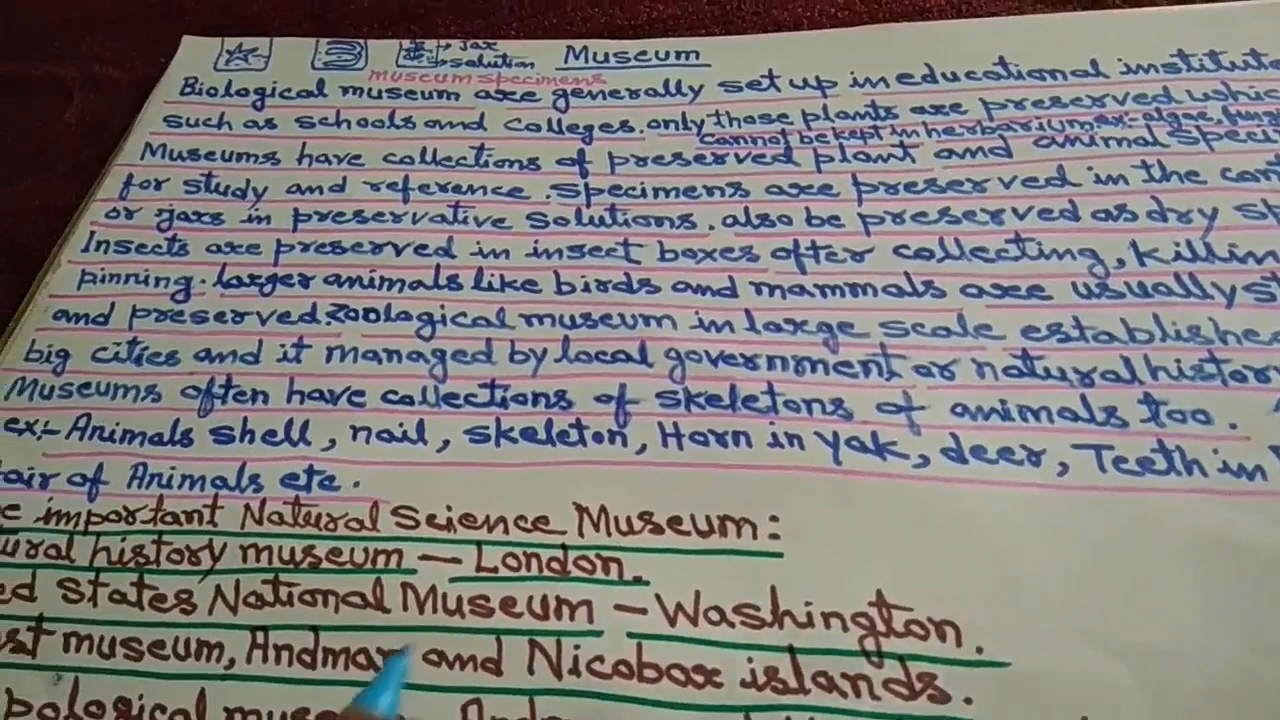 jar
solution Museum
museum specimens
Biological museum are generally set up in educational institute
such as schools and colleges. only those plants are preserved
cannot be kept in herbarium ex:- algae,
Museums have collections of preserved plant and animal
for study and reference. Specimens are preserved in the
or jars in preservative solutions. also be preserved as dry
Insects are preserved in insect boxes after collecting,
pinning. larger animals like birds and mammals are usually
and preserved. Zoological museum in large scale
big cities and it managed by local government or natural
Museums often have collections of skeletons of animals too.
ex:- Animals shell, nail, skeleton, Horn in Yak, deer, Teeth in
of Animals etc.
important Natural Science Museum:
history museum - London.
States National Museum - Washington.
museum, Andman and Nicobar islands.